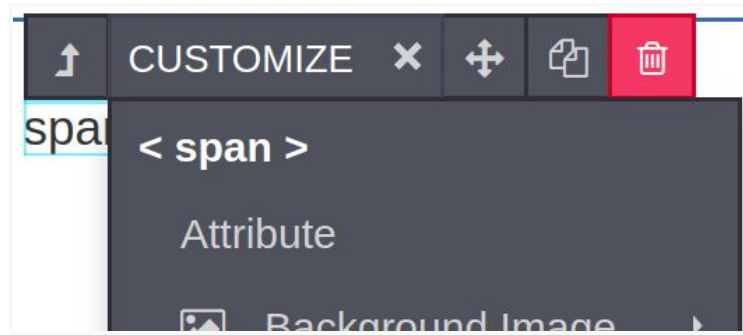 CUSTOMIZE
spa
< span >
Attribute
Background Image